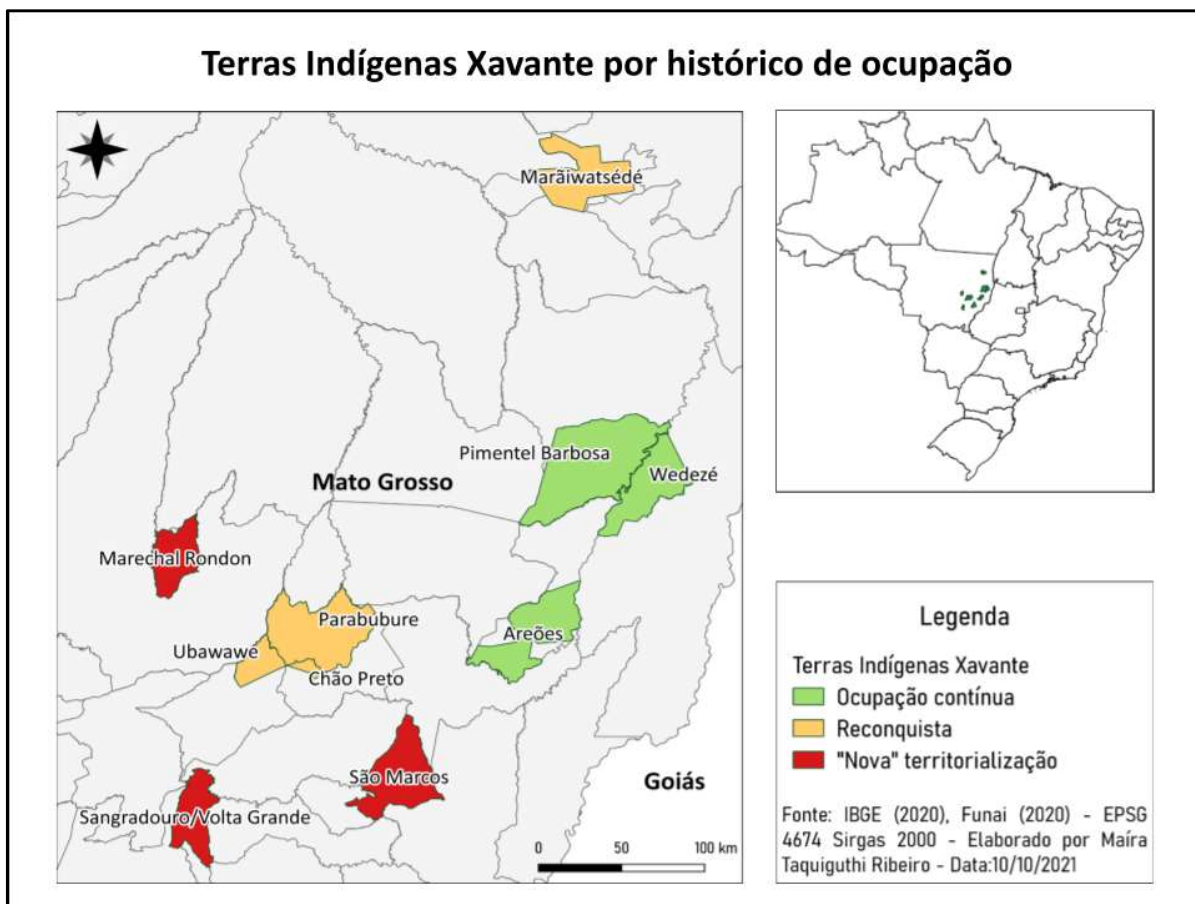 Terras Indígenas Xavante por histórico de ocupação
Marãiwatsédé
Pimentel Barbosa
Wedezé
Mato Grosso
Marechal Rondon
Parabubure
Areões
Ubawawé
Chão Preto
São Marcos
Goiás
Sangradouro/Volta Grande
0 50 100 km
Legenda
Terras Indígenas Xavante
Ocupação contínua
Reconquista
"Nova" territorialização
Fonte: IBGE (2020), Funai (2020) - EPSG
4674 Sirgas 2000 - Elaborado por Maíra
Taquiguthi Ribeiro - Data:10/10/2021